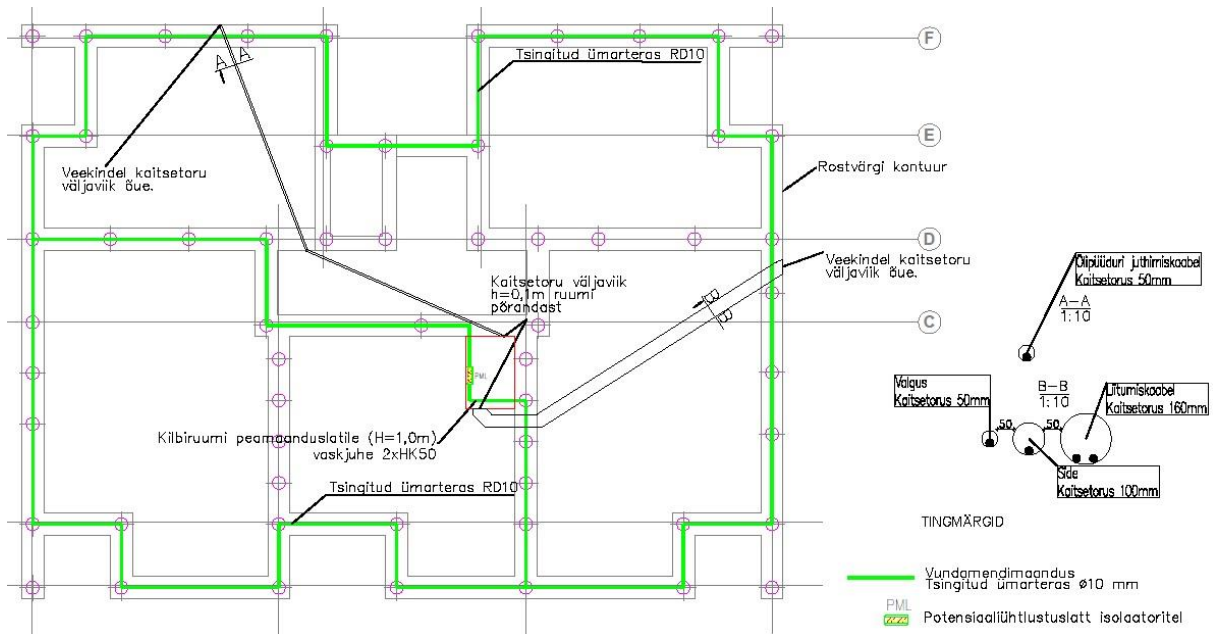 F
A A
Tsingitud ümarteras RD10
E
Veekindel kaitsetoru
väljaviik õue.
Rostvärgi kontuur
D
Veekindel kaitsetoru
väljaviik õue.
Kaitsetoru väljaviik
h=0,1m ruumi
põrandast
C
B
B
PML
Kilbiruumi peamaanduslatile (H=1,0m)
vaskjuhe 2xHK50
Tsingitud ümarteras RD10
Õlipüüduri juthimiskaabel
Kaitsetorus 50mm
A-A
1:10
Valgus
Kaitsetorus 50mm
B-B
1:10
Liitumiskaabel
Kaitsetorus 160mm
50
50
Side
Kaitsetorus 100mm
TINGMÄRGID
Vundamendimaandus
Tsingitud ümarteras ø10 mm
PML
Potensiaaliühtlustuslatt isolaatoritel